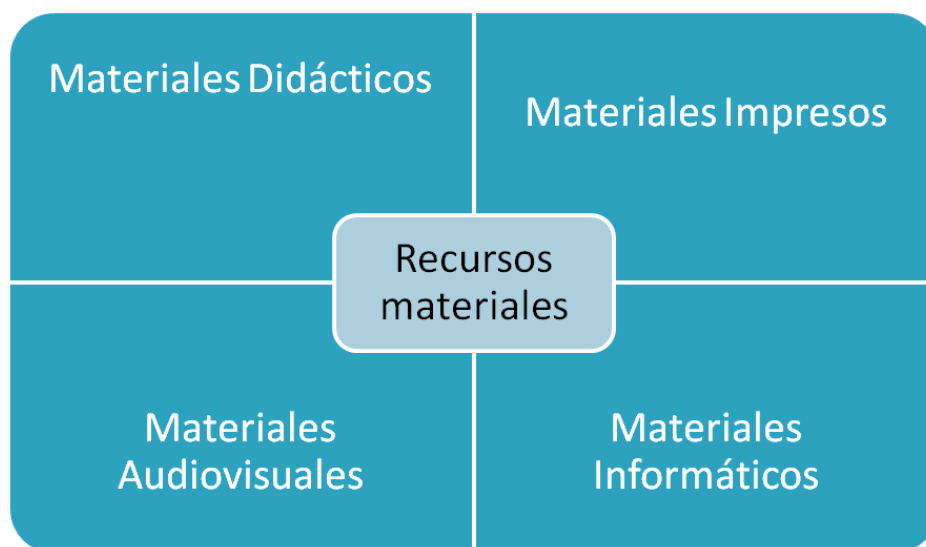 Materiales Didácticos
Materiales Impresos
Recursos
materiales
Materiales
Audiovisuales
Materiales
Informáticos